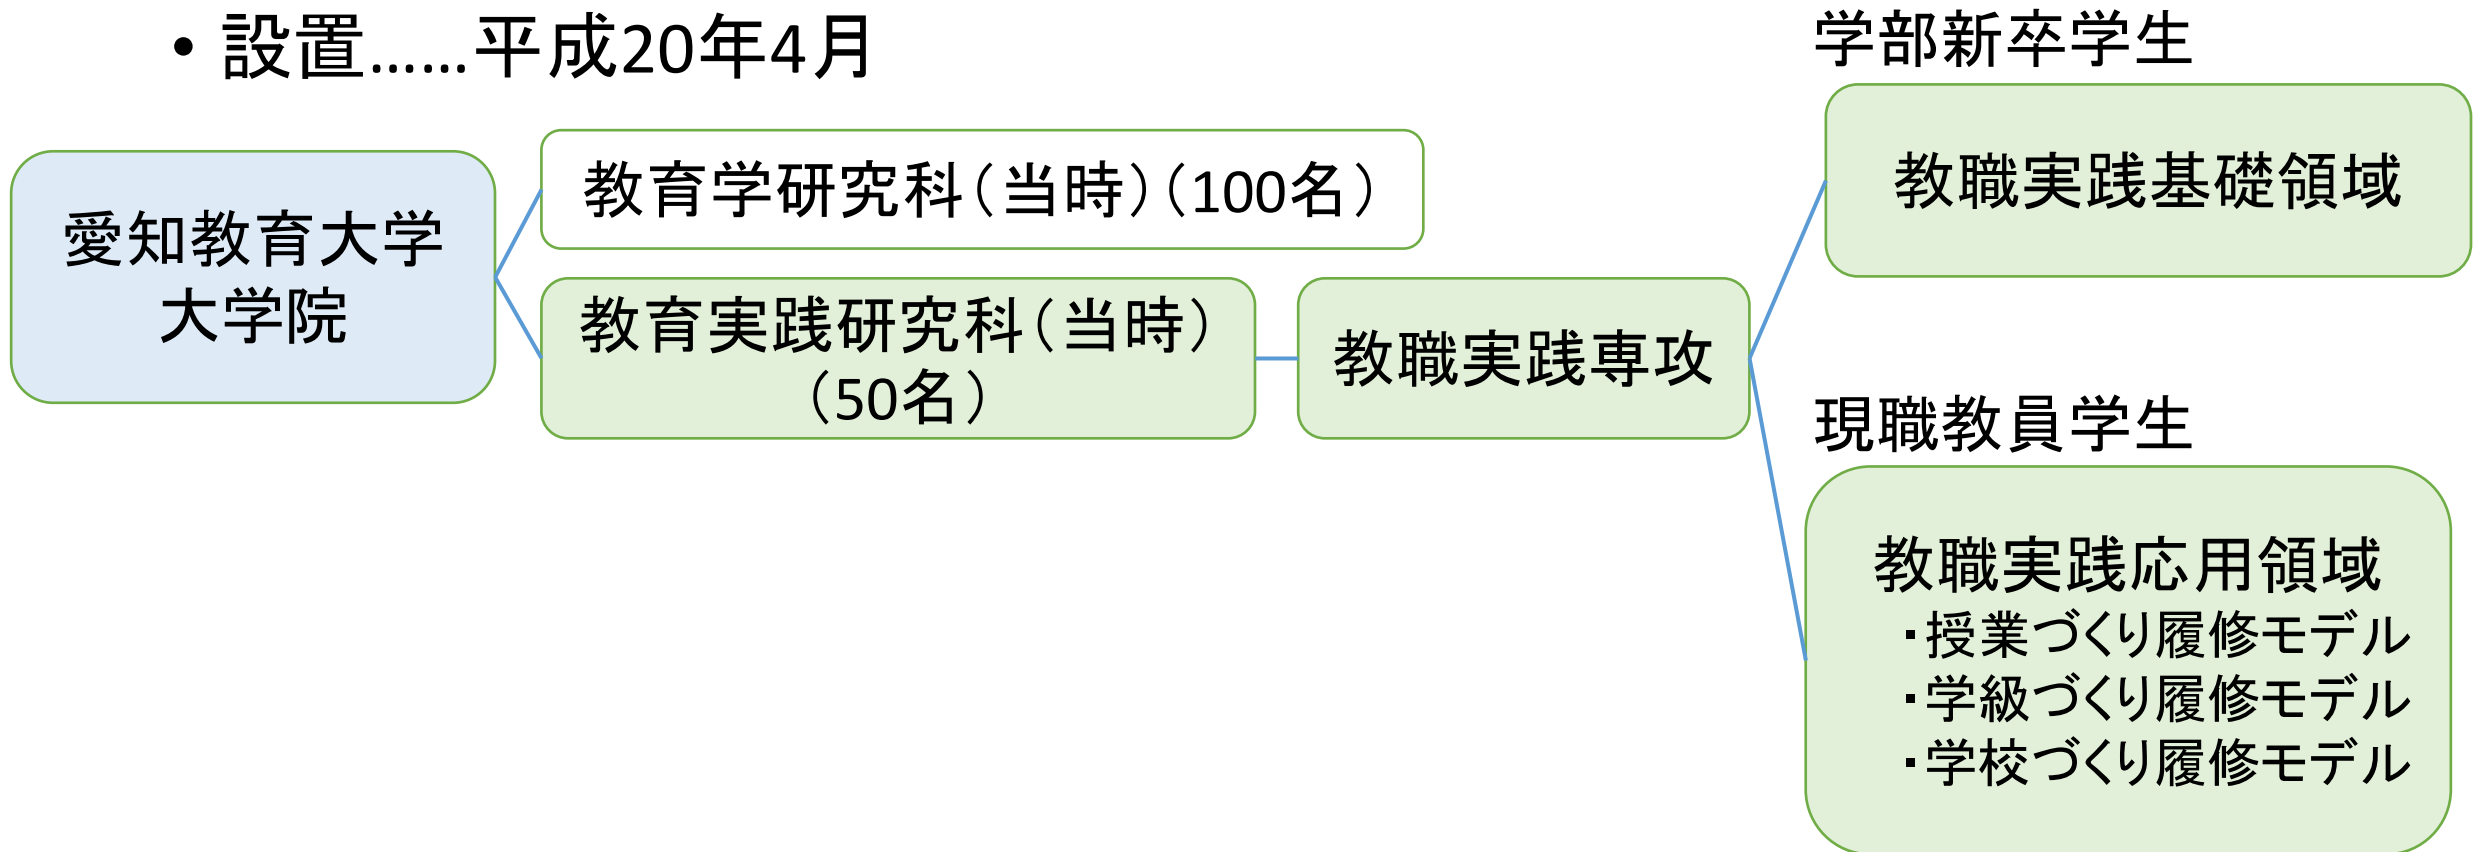 • 設置……平成20年4月
愛知教育大学
大学院
教育学研究科（当時）（100名）
教育実践研究科（当時）
（50名）
教職実践専攻
学部新卒学生
教職実践基礎領域
現職教員学生
教職実践応用領域
・授業づくり履修モデル
・学級づくり履修モデル
・学校づくり履修モデル